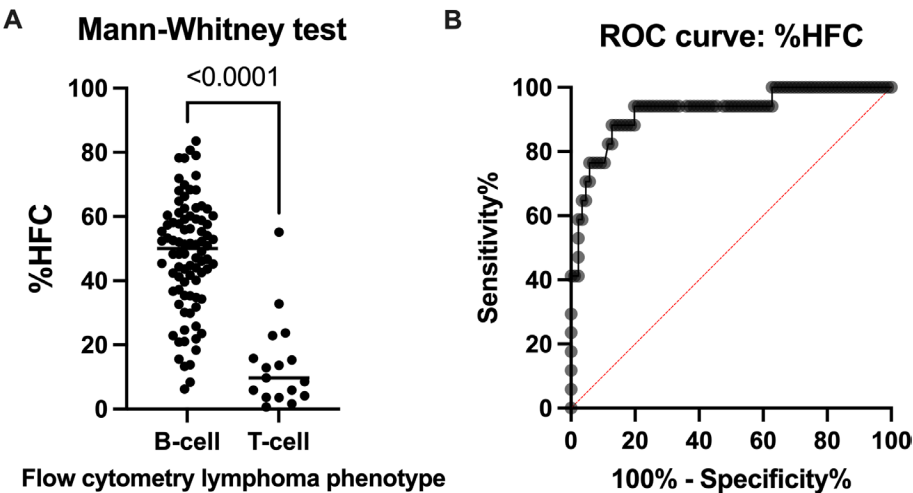 A
Mann-Whitney test
<0.0001
100
80
60
40
20
0
%HFC
B-cell T-cell
Flow cytometry lymphoma phenotype
B
ROC curve: %HFC
100
80
60
40
20
0
Sensitivity%
0 20 40 60 80 100
100% - Specificity%